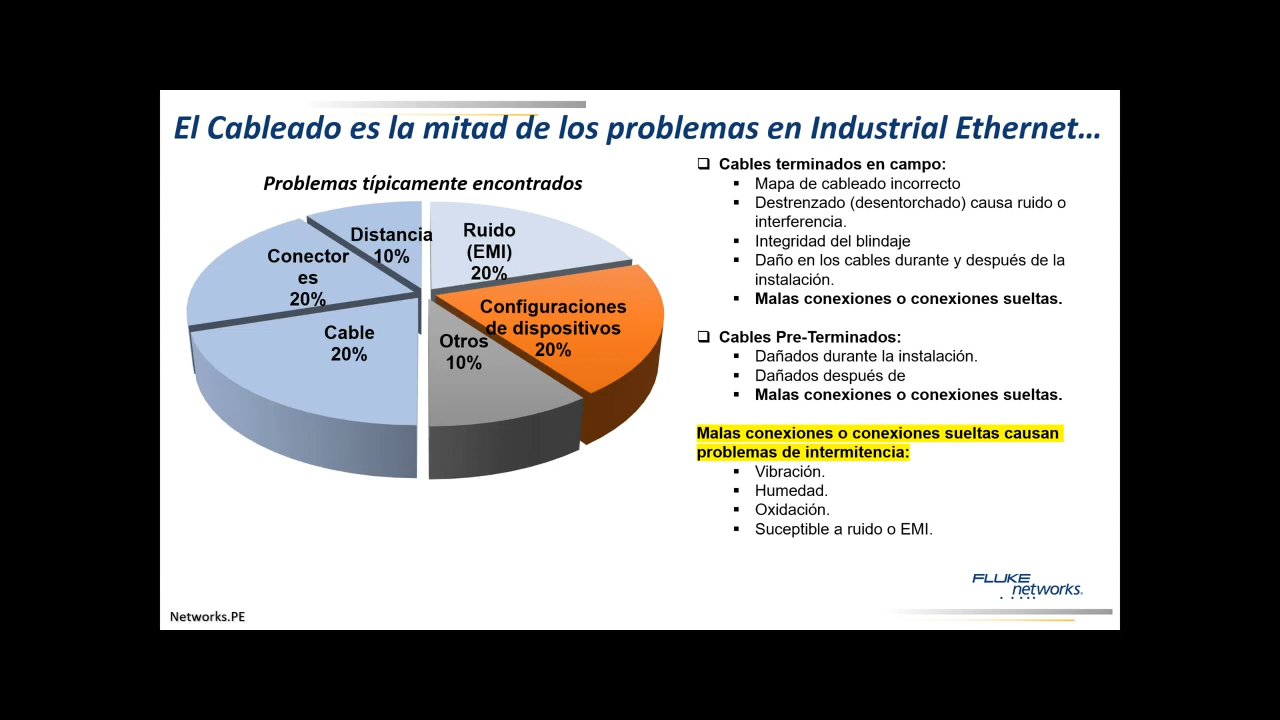 El Cableado es la mitad de los problemas en Industrial Ethernet...
Problemas típicamente encontrados
Distancia
10%
Ruido
(EMI)
20%
Conector
es
20%
Configuraciones
de dispositivos
20%
Cable
20%
Otros
10%
Cables terminados en campo:
Mapa de cableado incorrecto
Destrenzado (desentorchado) causa ruido o
interferencia.
Integridad del blindaje
Daño en los cables durante y después de la
instalación.
Malas conexiones o conexiones sueltas.
Cables Pre-Terminados:
Dañados durante la instalación.
Dañados después de
Malas conexiones o conexiones sueltas.
Malas conexiones o conexiones sueltas causan
problemas de intermitencia:
Vibración.
Humedad.
Oxidación.
Suceptible a ruido o EMI.
FLUKE
networks.
Networks.PE